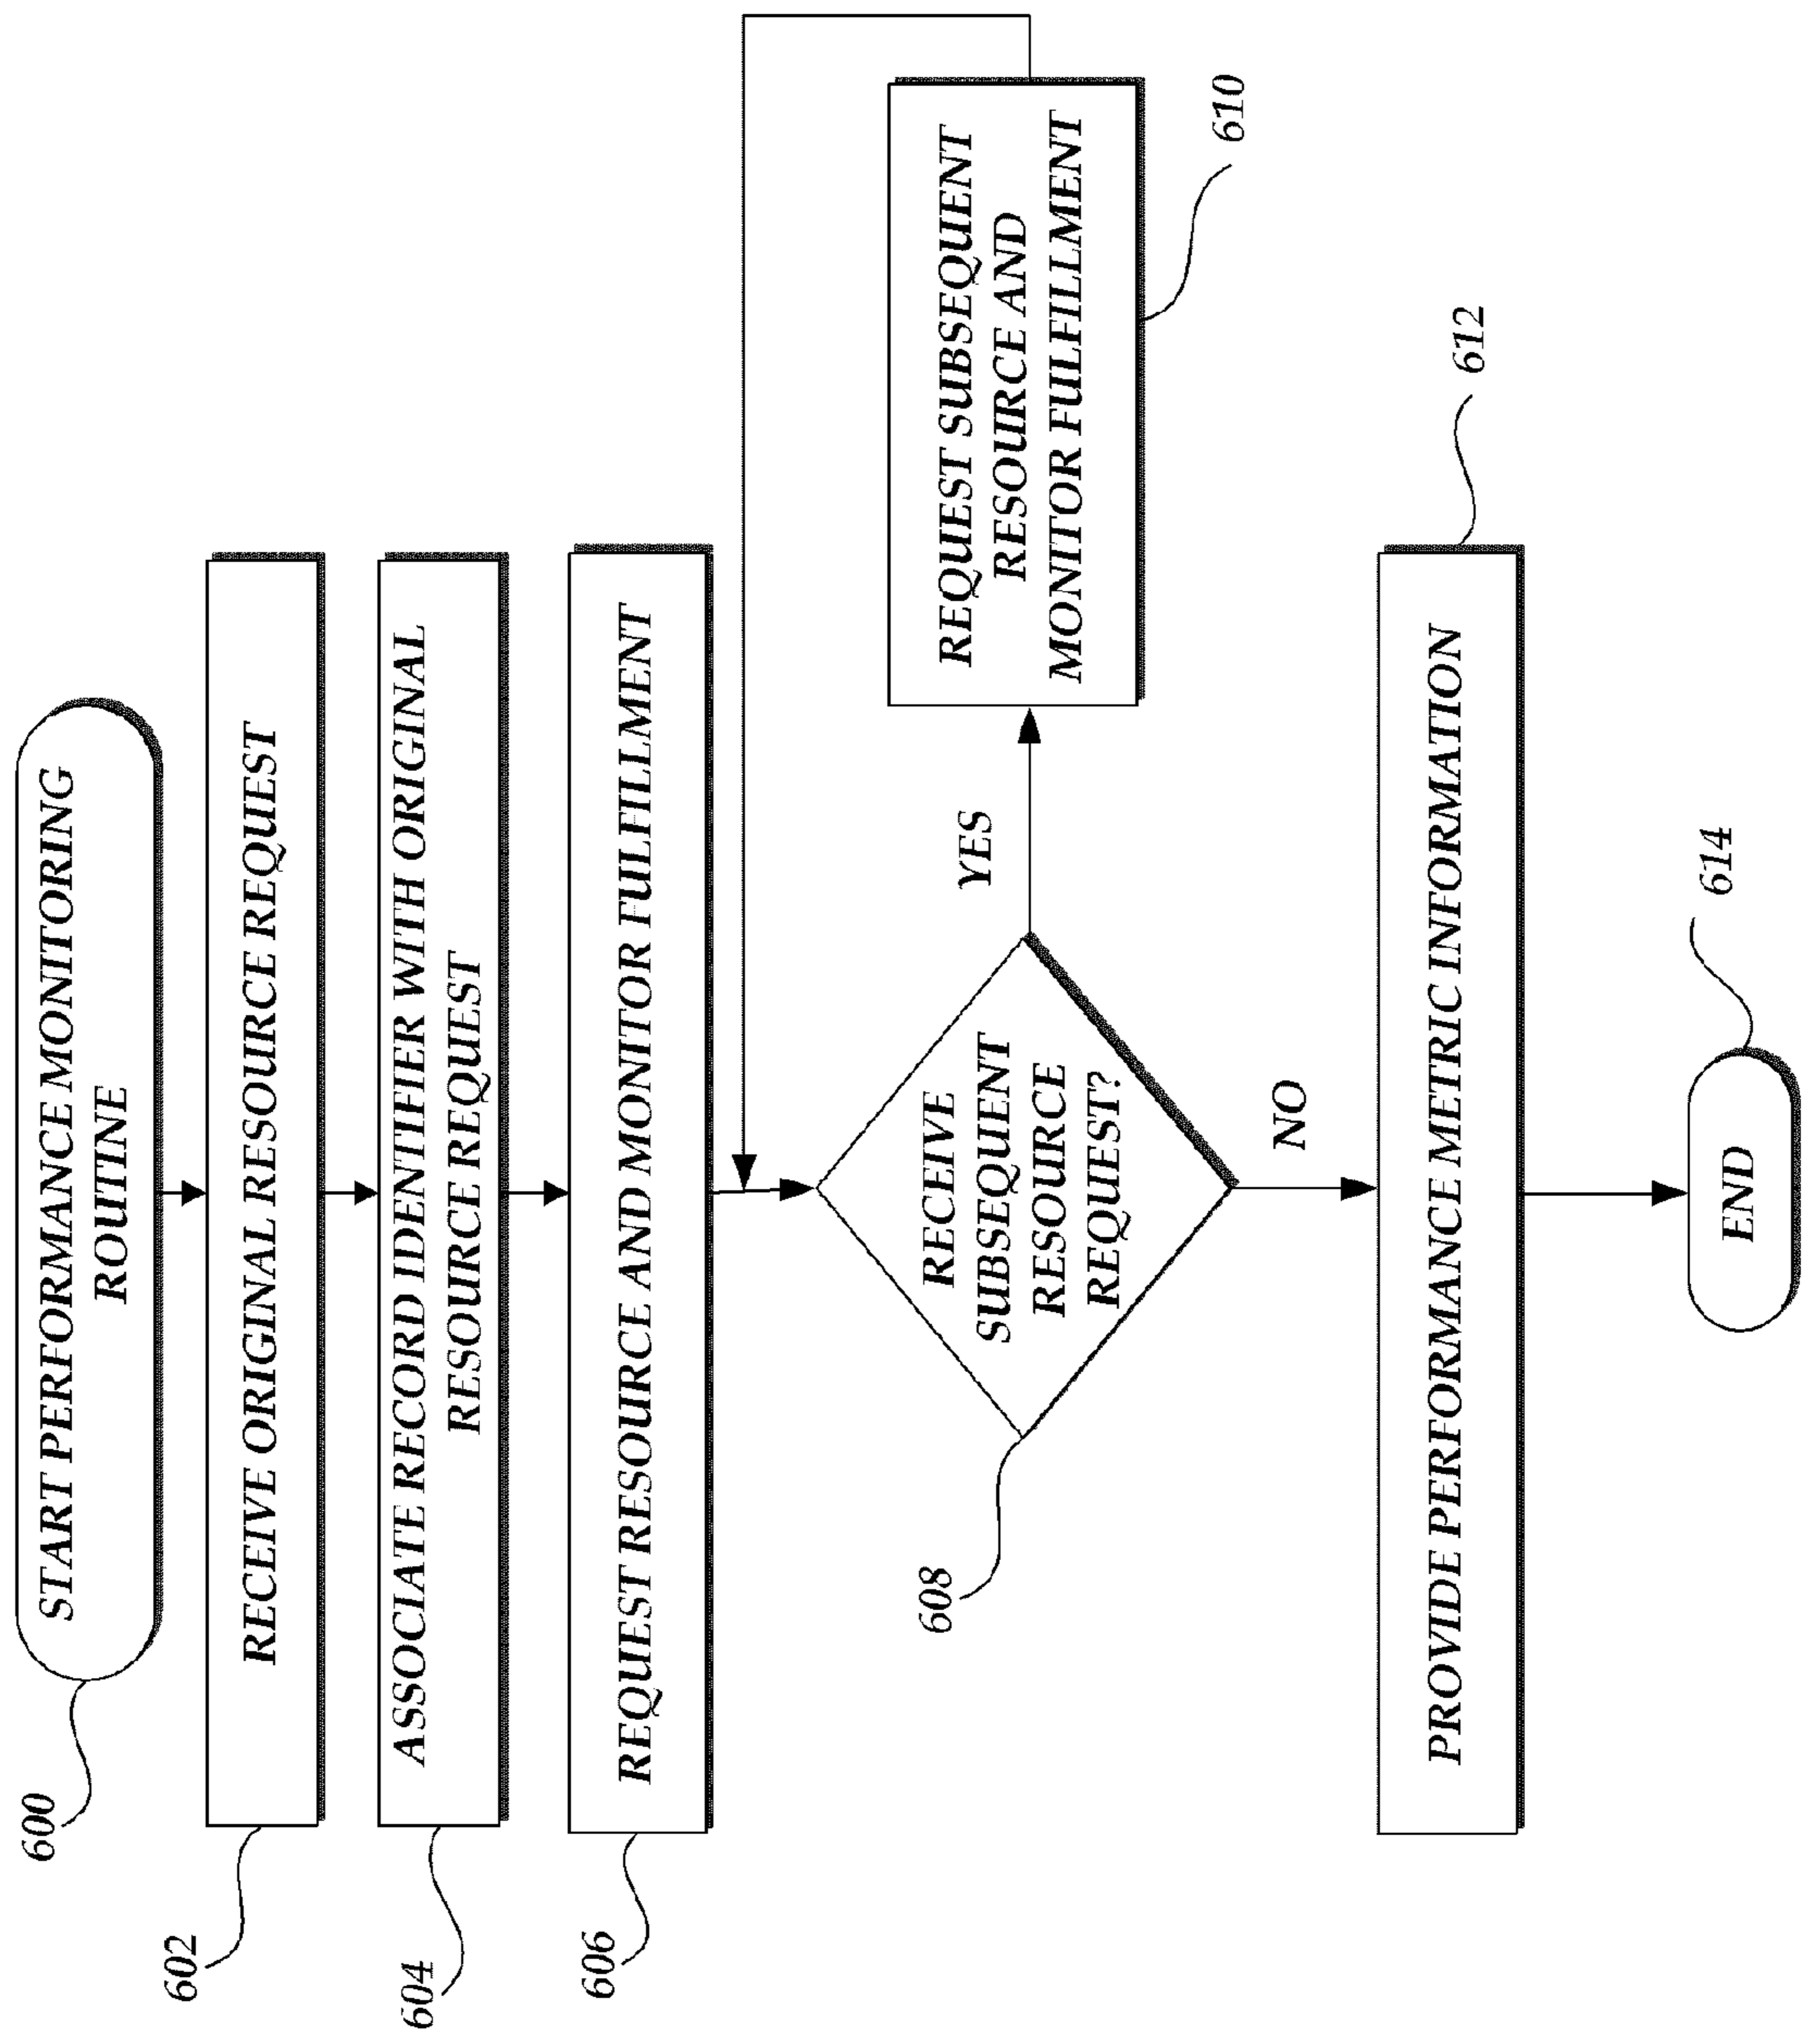 600
START PERFORMANCE MONITORING
ROUTINE
602
RECEIVE ORIGINAL RESOURCE REQUEST
604
ASSOCIATE RECORD IDENTIFIER WITH ORIGINAL
RESOURCE REQUEST
606
REQUEST RESOURCE AND MONITOR FULFILLMENT
608
RECEIVE
SUBSEQUENT
RESOURCE
REQUEST?
YES
REQUEST SUBSEQUENT
RESOURCE AND
MONITOR FULFILLMENT
610
NO
PROVIDE PERFORMANCE METRIC INFORMATION
612
END
614